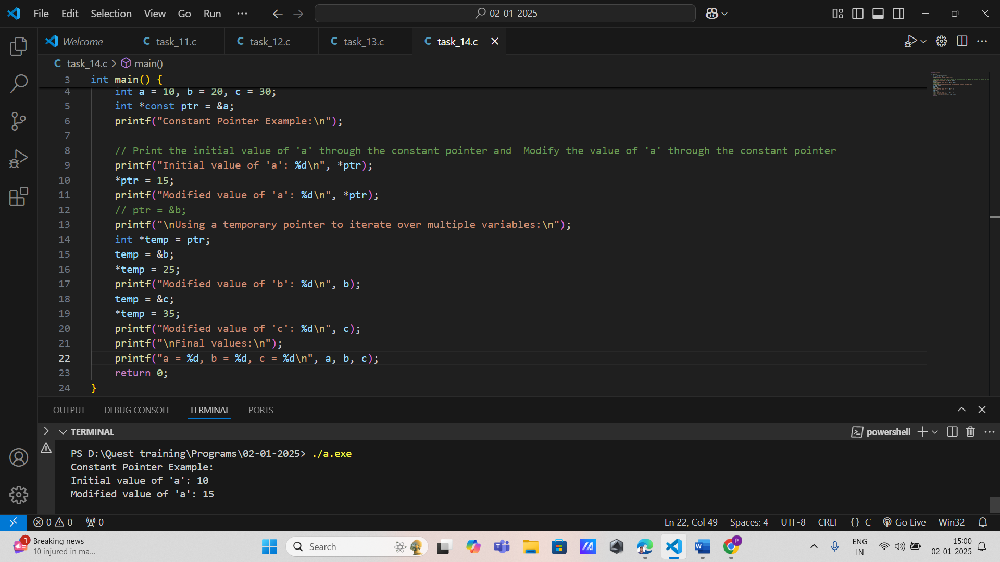 File Edit Selection View Go Run ··· 02-01-2025
Welcome C task_11.c C task_12.c C task_13.c C task_14.c
C task_14.c > main()
3 int main() {
4 int a = 10, b = 20, c = 30;
5 int *const ptr = &a;
6 printf("Constant Pointer Example:\n");
7
8 // Print the initial value of 'a' through the constant pointer and  Modify the value of 'a' through the constant pointer
9 printf("Initial value of 'a': %d\n", *ptr);
10 *ptr = 15;
11 printf("Modified value of 'a': %d\n", *ptr);
12 // ptr = &b;
13 printf("\nUsing a temporary pointer to iterate over multiple variables:\n");
14 int *temp = ptr;
15 temp = &b;
16 *temp = 25;
17 printf("Modified value of 'b': %d\n", b);
18 temp = &c;
19 *temp = 35;
20 printf("Modified value of 'c': %d\n", c);
21 printf("\nFinal values:\n");
22 printf("a = %d, b = %d, c = %d\n", a, b, c);
23 return 0;
24 }
OUTPUT DEBUG CONSOLE TERMINAL PORTS
TERMINAL powershell
PS D:\Quest training\Programs\02-01-2025> ./a.exe
Constant Pointer Example:
Initial value of 'a': 10
Modified value of 'a': 15
0 0 0 Ln 22, Col 49 Spaces: 4 UTF-8 CRLF {} C Go Live Win32
1 Breaking news
10 injured in ma...
Search
P
ENG
IN
15:00
02-01-2025